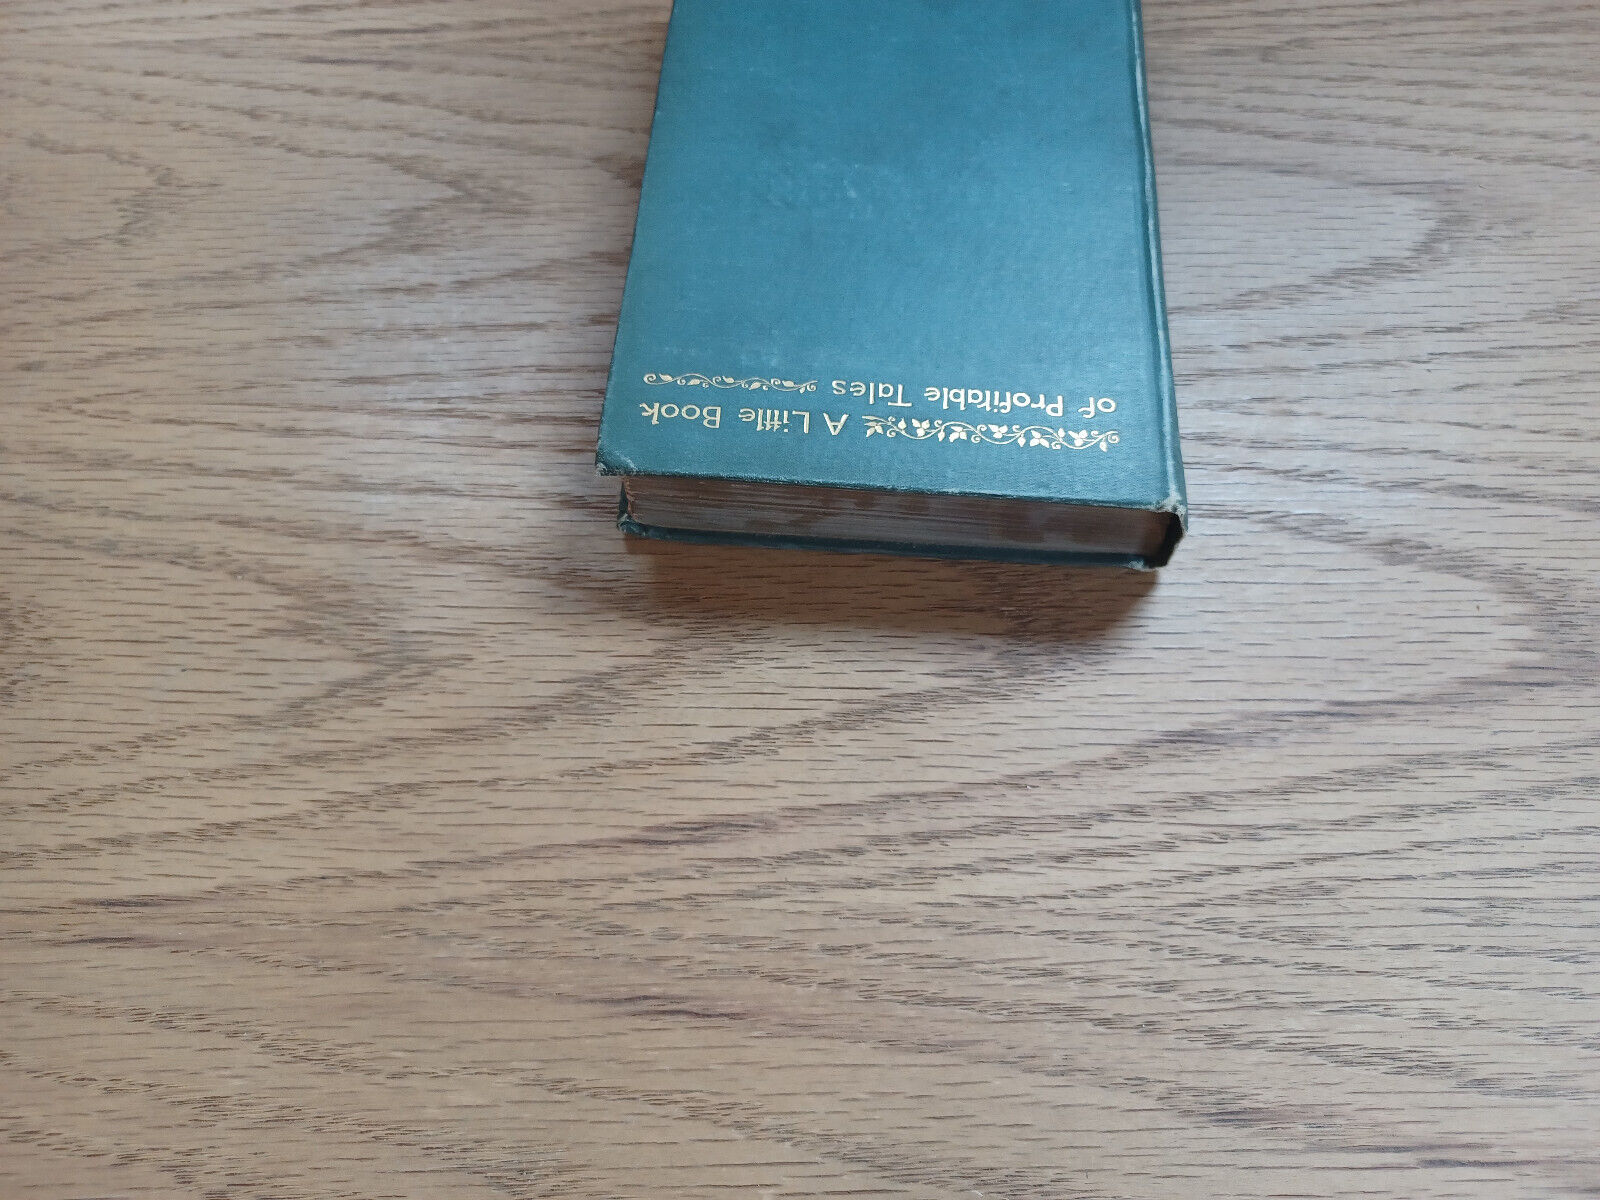 A Little Book
of Profitable Tales